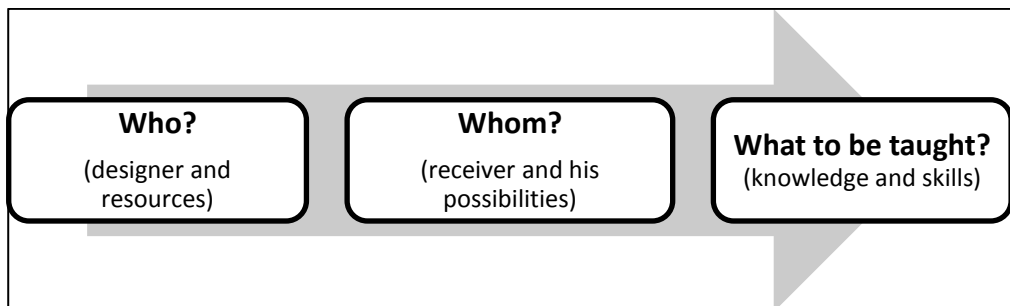 Who?
(designer and
resources)
Whom?
(receiver and his
possibilities)
What to be taught?
(knowledge and skills)